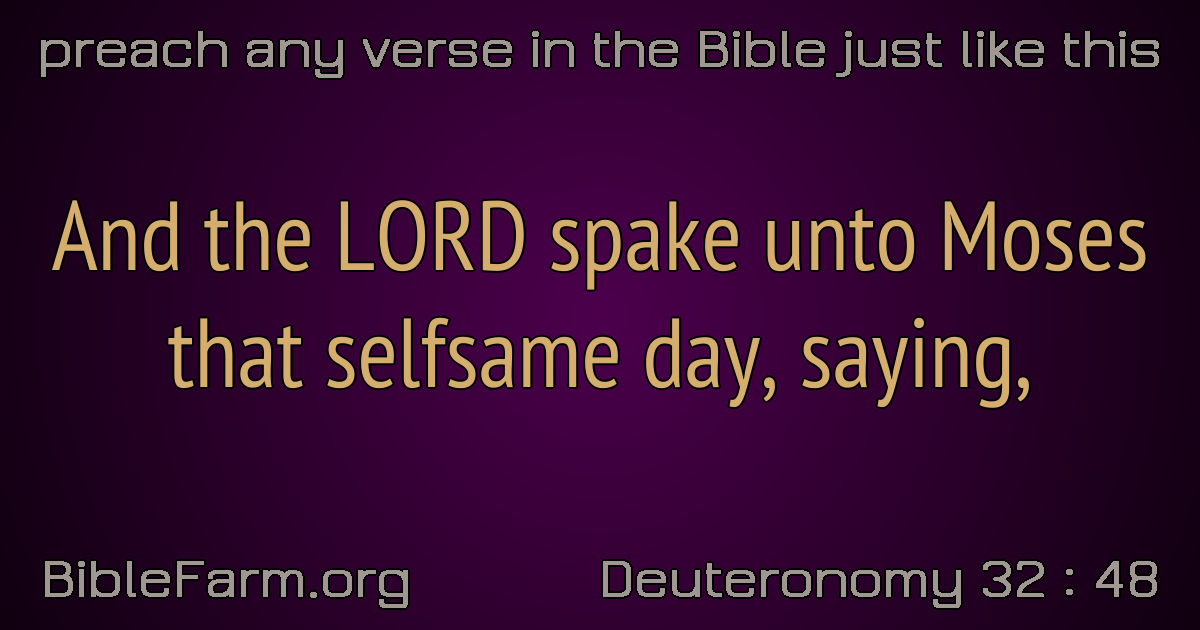 preach any verse in the Bible just like this
And the LORD spake unto Moses
that selfsame day, saying,
BibleFarm.org
Deuteronomy 32 : 48